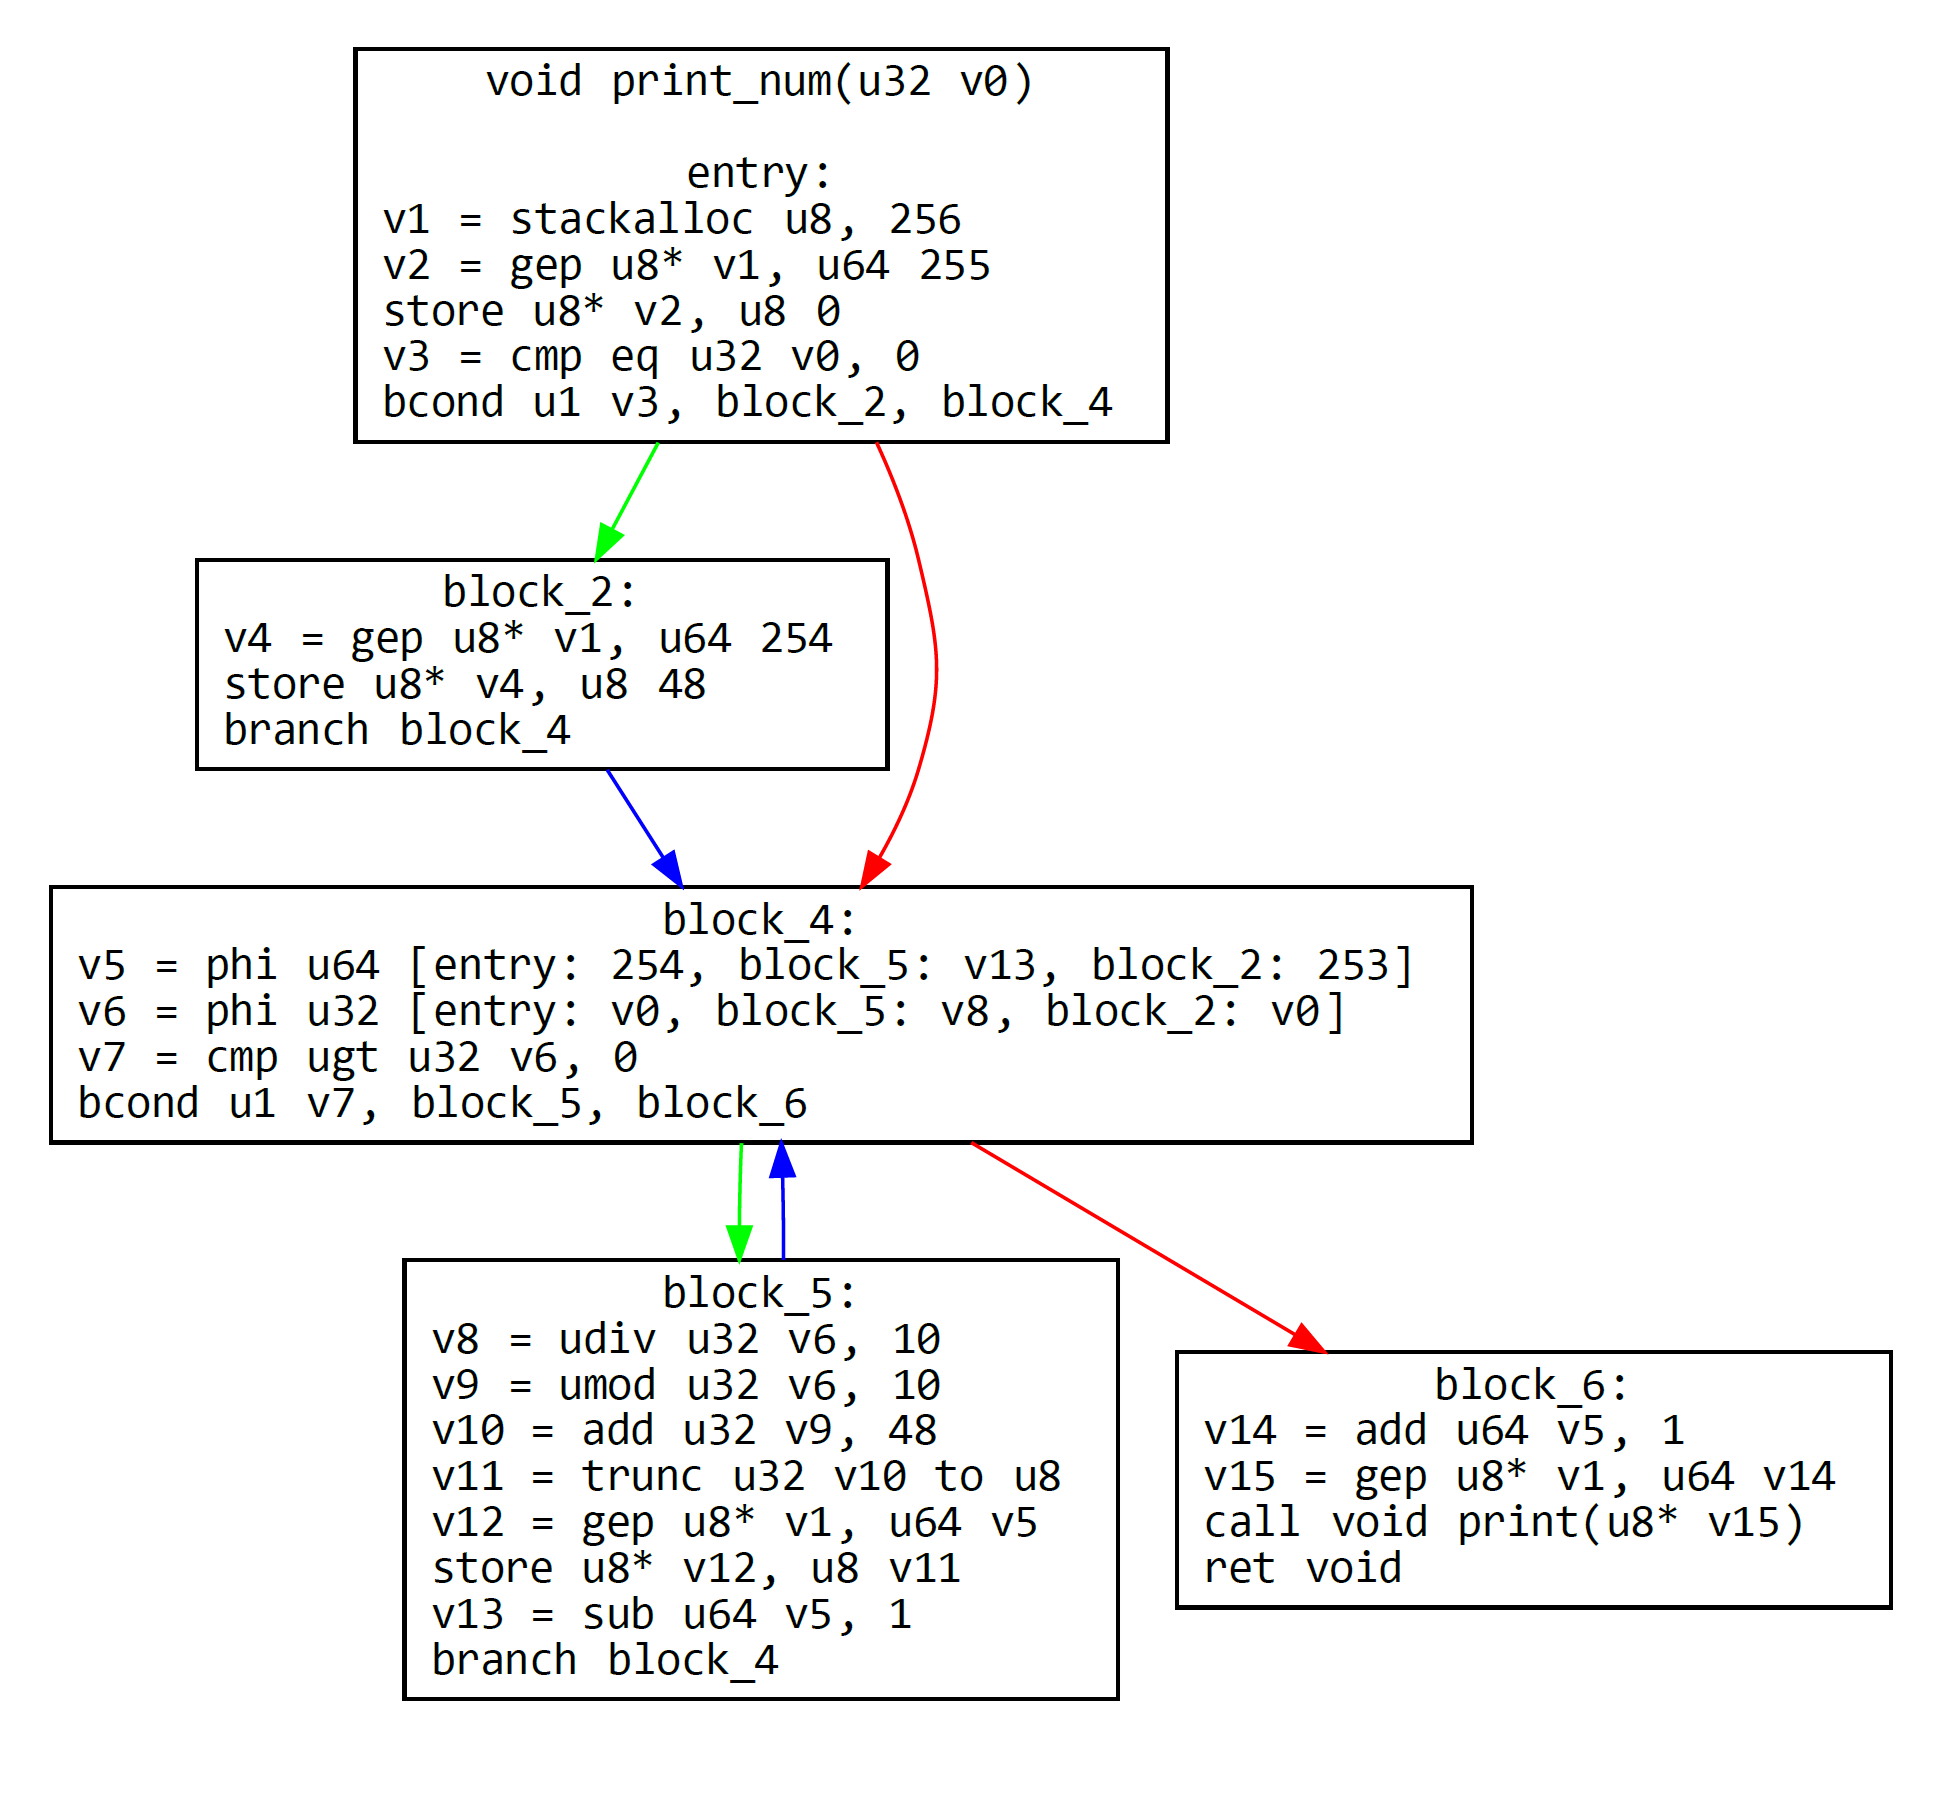 void print_num(u32 v0)
entry:
v1 = stackalloc u8, 256
v2 = gep u8* v1, u64 255
store u8* v2, u8 0
v3 = cmp eq u32 v0, 0
bcond u1 v3, block_2, block_4
block_2:
v4 = gep u8* v1, u64 254
store u8* v4, u8 48
branch block_4
block_4:
v5 = phi u64 [entry: 254, block_5: v13, block_2: 253]
v6 = phi u32 [entry: v0, block_5: v8, block_2: v0]
v7 = cmp ugt u32 v6, 0
bcond u1 v7, block_5, block_6
block_5:
v8 = udiv u32 v6, 10
v9 = umod u32 v6, 10
v10 = add u32 v9, 48
v11 = trunc u32 v10 to u8
v12 = gep u8* v1, u64 v5
store u8* v12, u8 v11
v13 = sub u64 v5, 1
branch block_4
block_6:
v14 = add u64 v5, 1
v15 = gep u8* v1, u64 v14
call void print(u8* v15)
ret void